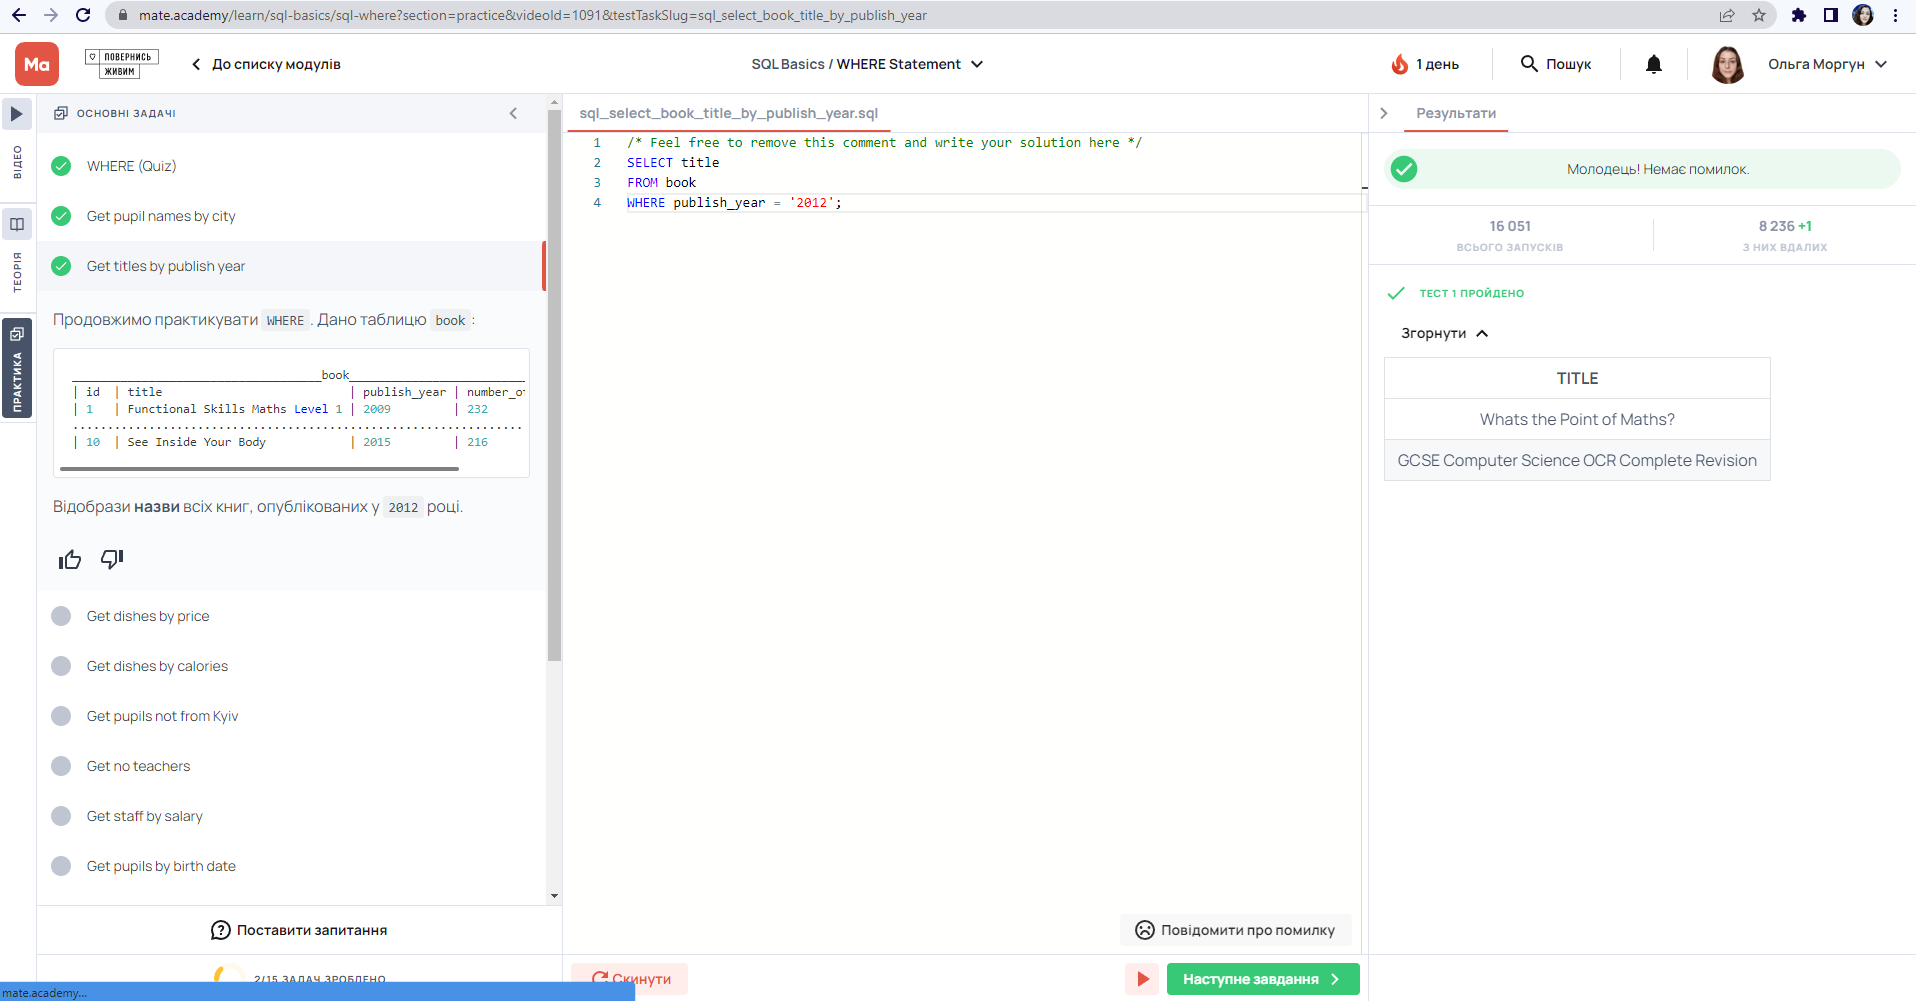 mate.academy/learn/sql-basics/sql-where?section=practice&videoId=1091&testTaskSlug=sql_select_book_title_by_publish_year
Ma
ПОВЕРНИСЬ
ЖИВИМ
До списку модулів
SQL Basics / WHERE Statement
1 день
Пошук
Ольга Моргун
ВІДЕО
ТЕОРІЯ
ПРАКТИКА
ОСНОВНІ ЗАДАЧІ
WHERE (Quiz)
Get pupil names by city
Get titles by publish year
Продовжимо практикувати WHERE. Дано таблицю book:
book
| id | title | publish_year | number_of
| 1 | Functional Skills Maths Level 1 | 2009 | 232
| 10 | See Inside Your Body | 2015 | 216
Відобрази назви всіх книг, опублікованих у 2012 році.
Get dishes by price
Get dishes by calories
Get pupils not from Kyiv
Get no teachers
Get staff by salary
Get pupils by birth date
Поставити запитання
2/15 ЗАДАЧ ЗРОБЛЕНО
mate.academy...
sql_select_book_title_by_publish_year.sql
1 /* Feel free to remove this comment and write your solution here */
2 SELECT title
3 FROM book
4 WHERE publish_year = '2012';
Повідомити про помилку
Скинути
Наступне завдання
Результати
Молодець! Немає помилок.
16 051
ВСЬОГО ЗАПУСКІВ
8 236 +1
З НИХ ВДАЛИХ
ТЕСТ 1 ПРОЙДЕНО
Згорнути
TITLE
Whats the Point of Maths?
GCSE Computer Science OCR Complete Revision